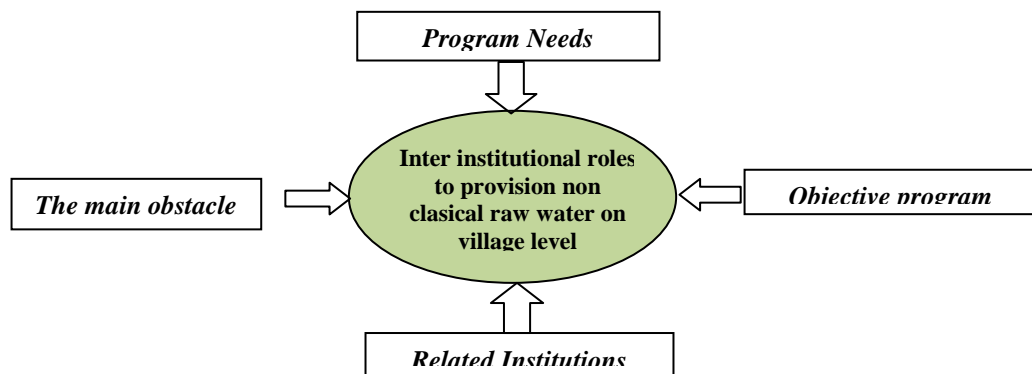 Program Needs
Inter institutional roles
to provision non
clasical raw water on
village level
The main obstacle
Objective program
Related Institutions